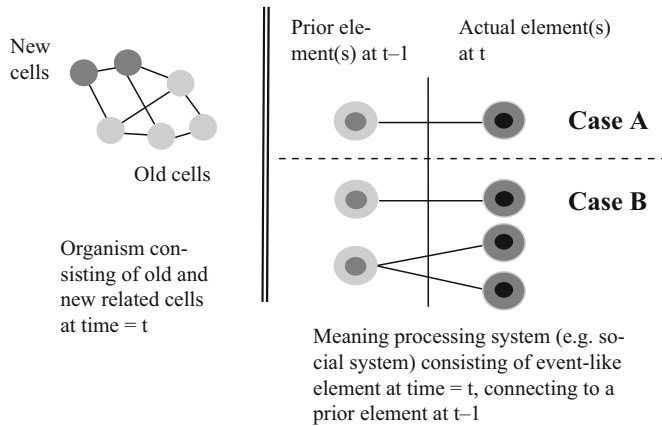 New
cells
Old cells
Organism con-
sisting of old and
new related cells
at time = t
Prior ele-
ment(s) at t–1
Actual element(s)
at t
Case A
Case B
Meaning processing system (e.g. so-
cial system) consisting of event-like
element at time = t, connecting to a
prior element at t–1